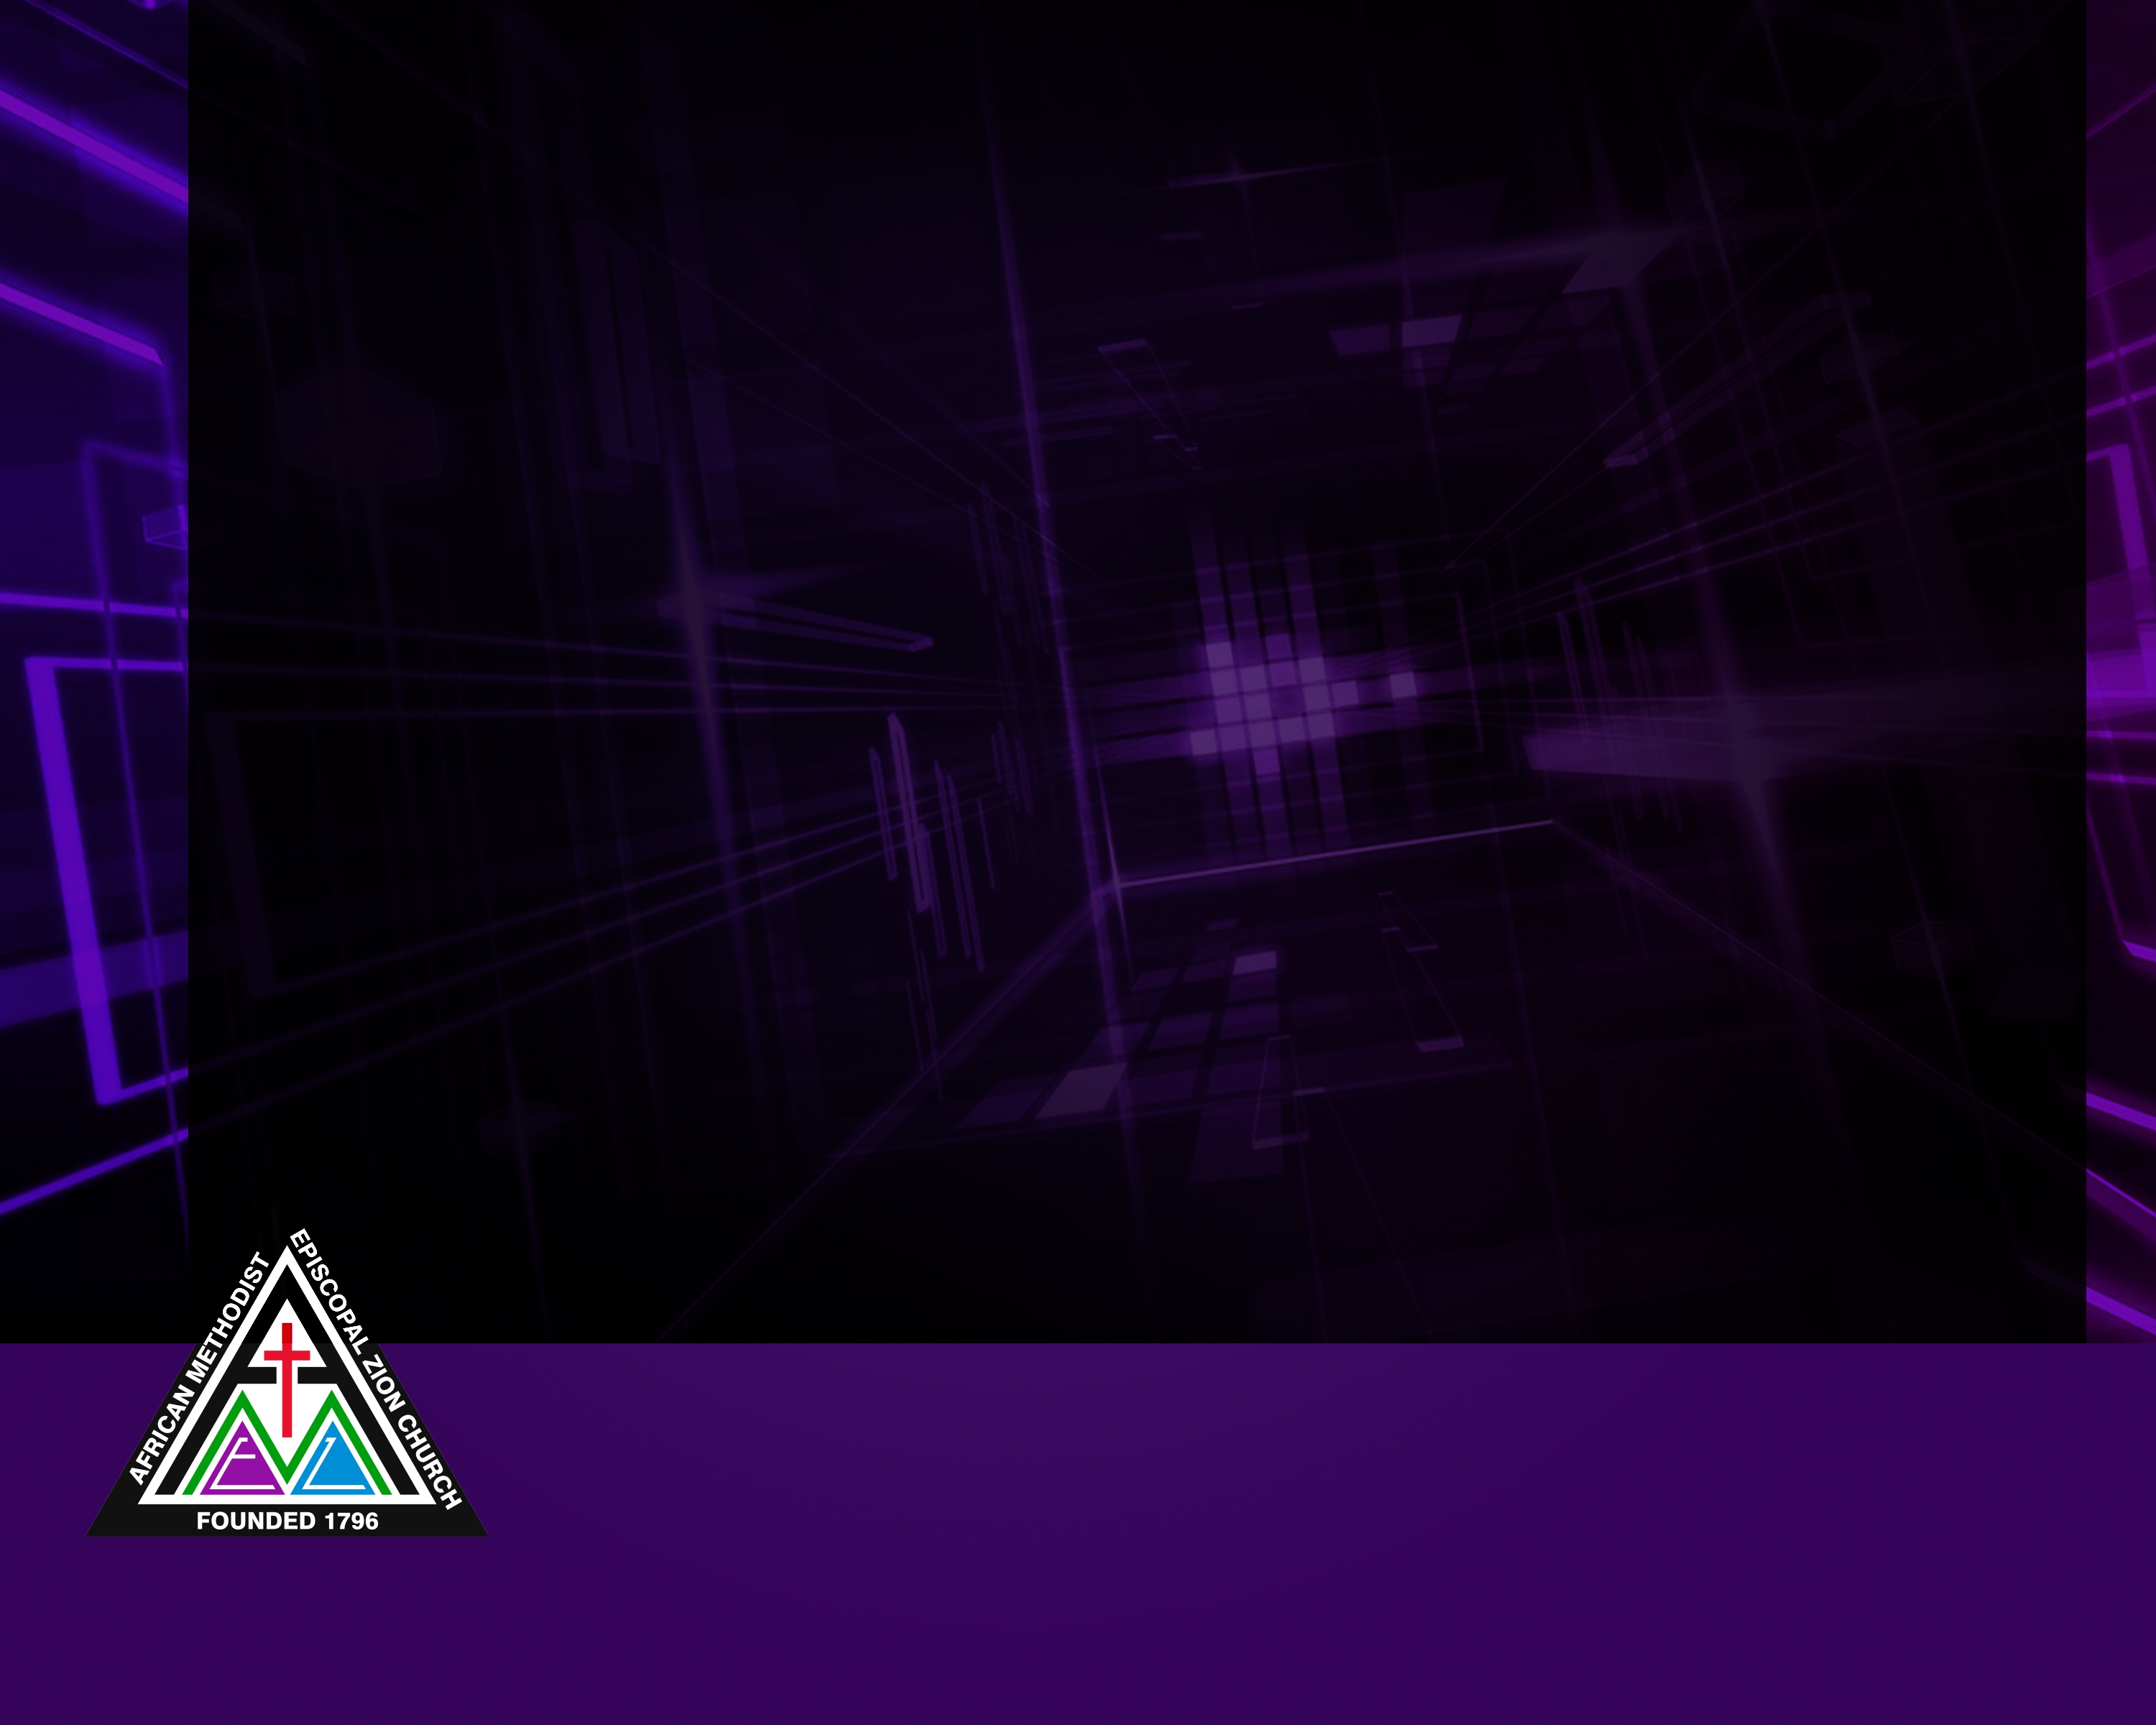 AFRICAN METHODIST
EPISCOPAL ZION CHURCH
FOUNDED 1796